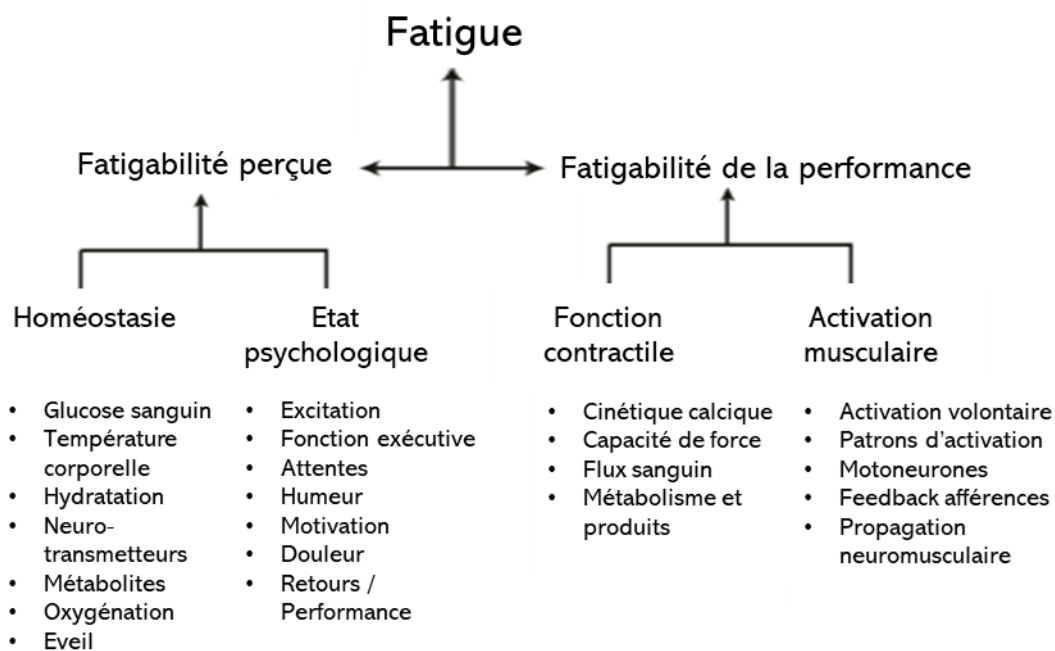 Fatigue
Fatigabilité perçue
Fatigabilité de la performance
Homéostasie
• Glucose sanguin
• Température
corporelle
• Hydratation
• Neuro-
transmetteurs
• Métabolites
• Oxygénation
• Eveil
Etat
psychologique
• Excitation
• Fonction exécutive
• Attentes
• Humeur
• Motivation
• Douleur
• Retours /
Performance
Fonction
contractile
• Cinétique calcique
• Capacité de force
• Flux sanguin
• Métabolisme et
produits
Activation
musculaire
• Activation volontaire
• Patrons d'activation
• Motoneurones
• Feedback afférences
• Propagation
neuromusculaire